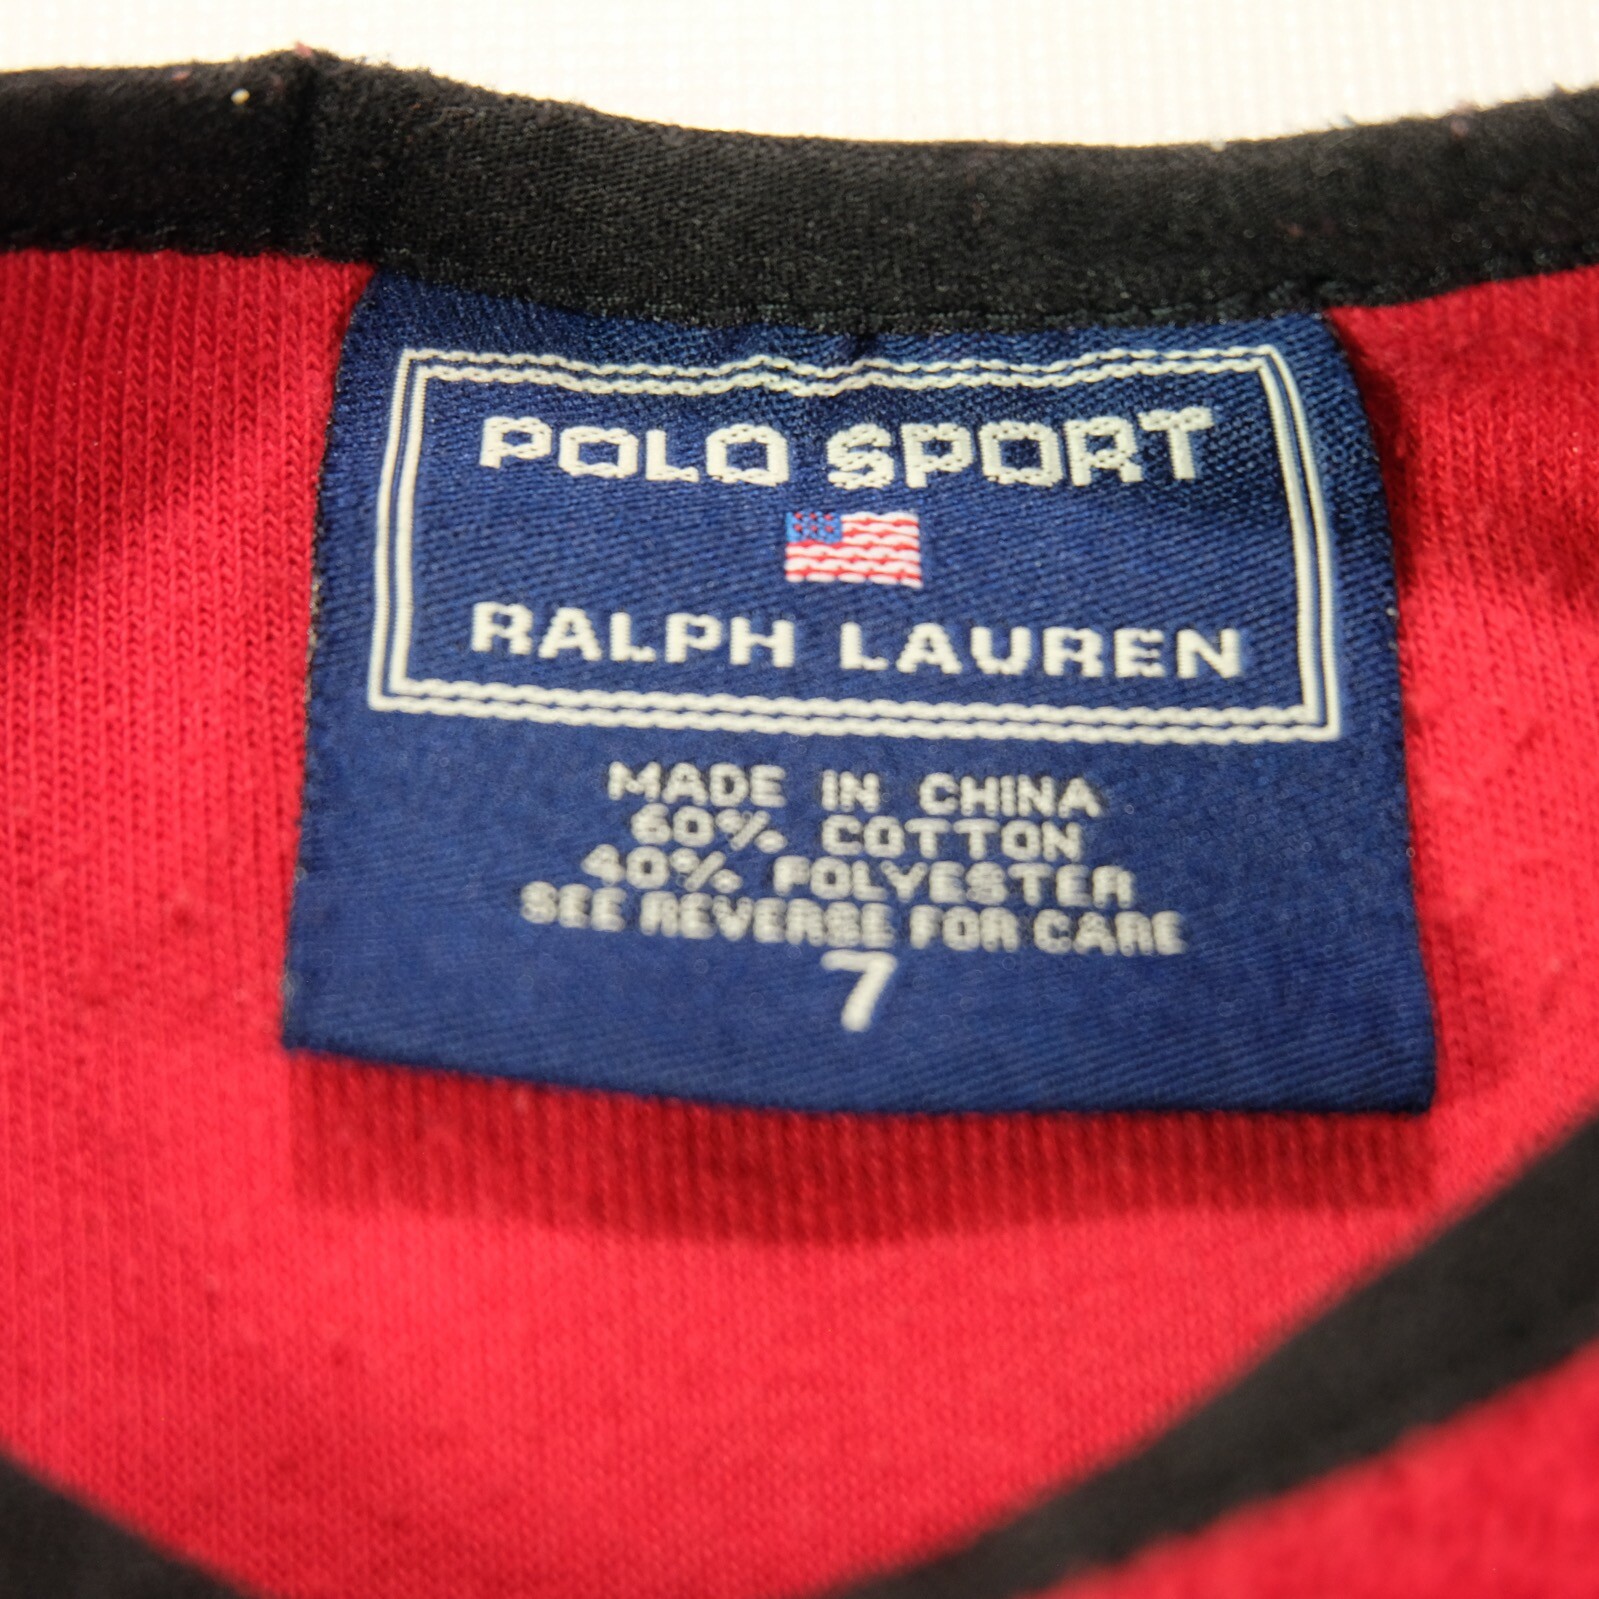 POLO SPORT
RALPH LAUREN
MADE IN CHINA
60% COTTON
40% POLYESTER
SEE REVERSE FOR CARE
7